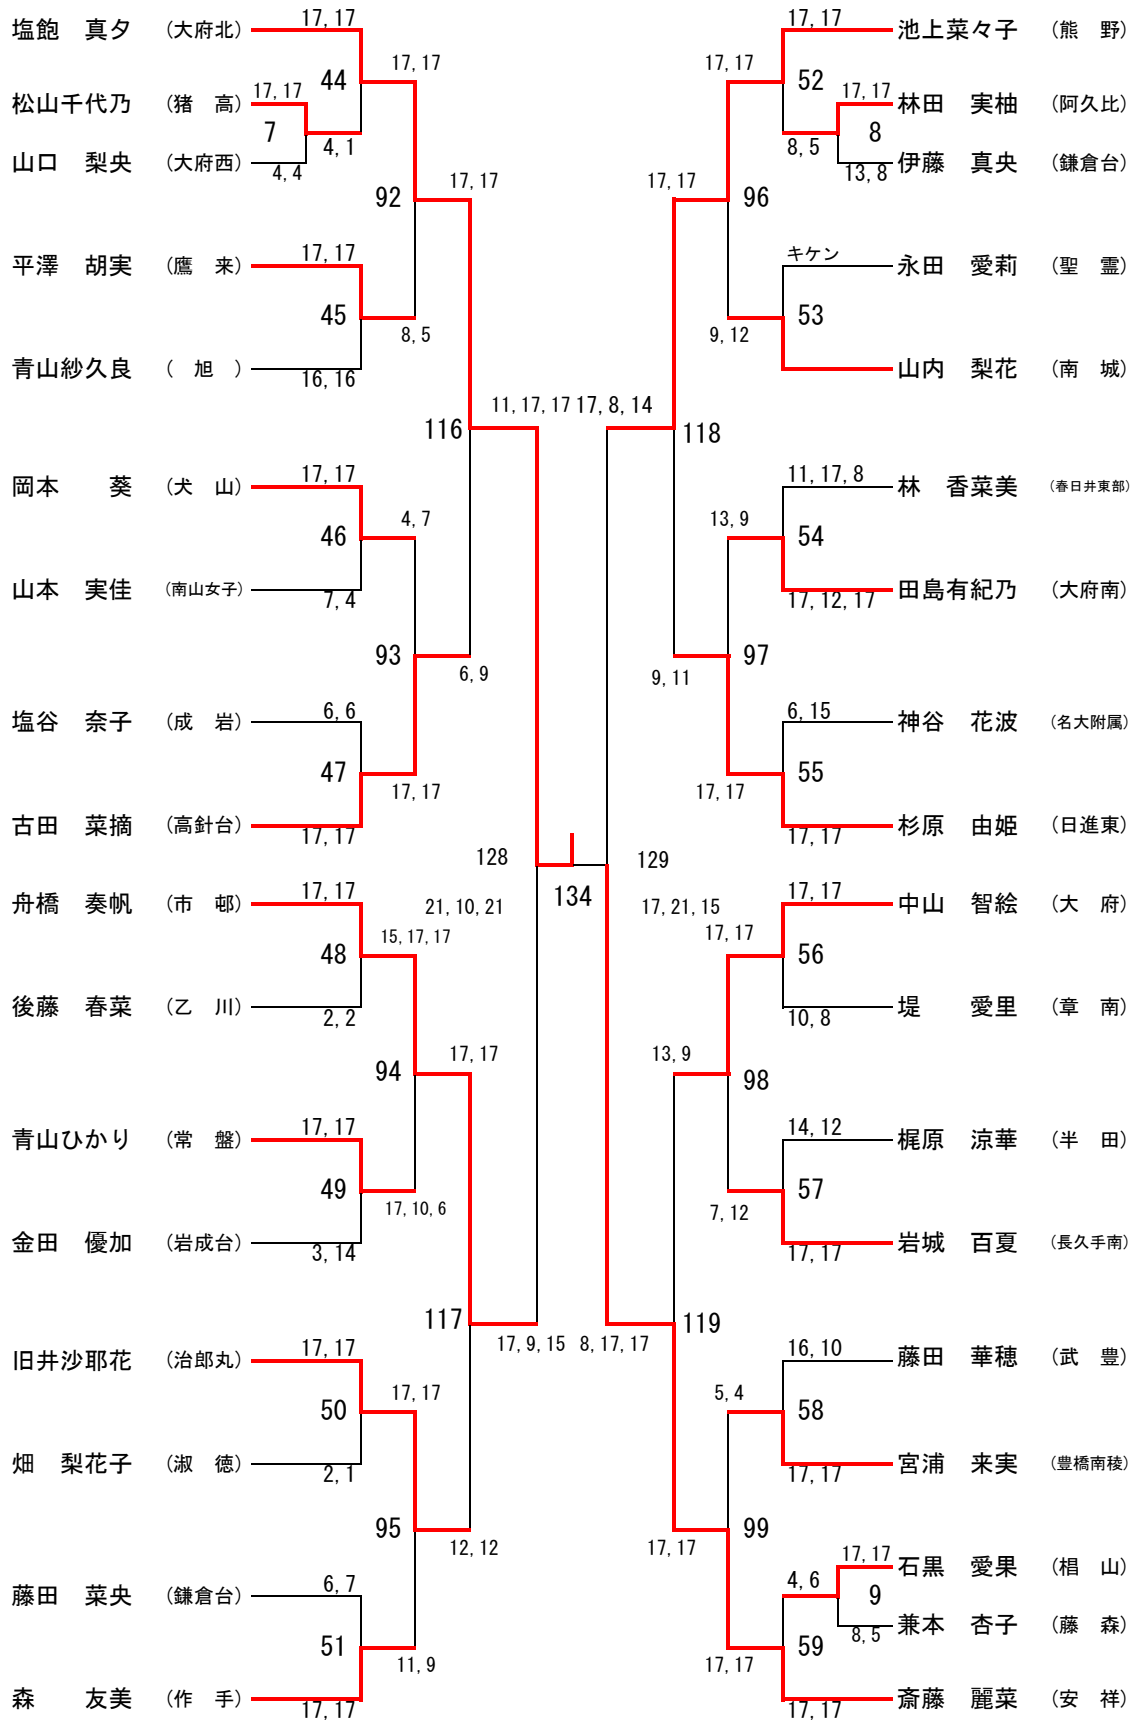 17, 17
17, 17
塩飽　真夕　（大府北）
池上菜々子　（熊　野）
17, 17
17, 17
44
52
17, 17
17, 17
松山千代乃　（猪　高）
林田　実柚　（阿久比）
7
8
4, 1
8, 5
山口　梨央　（大府西）
伊藤　真央　（鎌倉台）
4, 4
13, 8
17, 17
17, 17
92
96
17, 17
キケン
平澤　胡実　（鷹　来）
永田　愛莉　（聖　霊）
45
53
8, 5
9, 12
青山紗久良　（　旭　）
山内　梨花　（南　城）
16, 16
11, 17, 17
17, 8, 14
116
118
17, 17
11, 17, 8
岡本　　葵　（犬　山）
林　香菜美　（春日井東部）
4, 7
13, 9
46
54
山本　実佳　（南山女子）
田島有紀乃　（大府南）
7, 4
17, 12, 17
93
97
6, 9
9, 11
6, 6
6, 15
塩谷　奈子　（成　岩）
神谷　花波　（名大附属）
47
55
17, 17
17, 17
古田　菜摘　（高針台）
杉原　由姫　（日進東）
17, 17
17, 17
128
129
134
17, 17
17, 17
舟橋　奏帆　（市　邨）
中山　智絵　（大　府）
21, 10, 21
17, 21, 15
15, 17, 17
17, 17
48
56
後藤　春菜　（乙　川）
堤　　愛里　（章　南）
2, 2
10, 8
17, 17
13, 9
94
98
17, 17
14, 12
青山ひかり　（常　盤）
梶原　涼華　（半　田）
49
57
17, 10, 6
7, 12
金田　優加　（岩成台）
岩城　百夏　（長久手南）
3, 14
17, 17
117
119
17, 9, 15
8, 17, 17
17, 17
16, 10
旧井沙耶花　（治郎丸）
藤田　華穂　（武　豊）
17, 17
5, 4
50
58
畑　梨花子　（淑　徳）
宮浦　来実　（豊橋南稜）
2, 1
17, 17
95
99
12, 12
17, 17
17, 17
石黒　愛果　（椙　山）
6, 7
4, 6
藤田　菜央　（鎌倉台）
9
兼本　杏子　（藤　森）
8, 5
51
59
11, 9
17, 17
森　　友美　（作　手）
斎藤　麗菜　（安　祥）
17, 17
17, 17